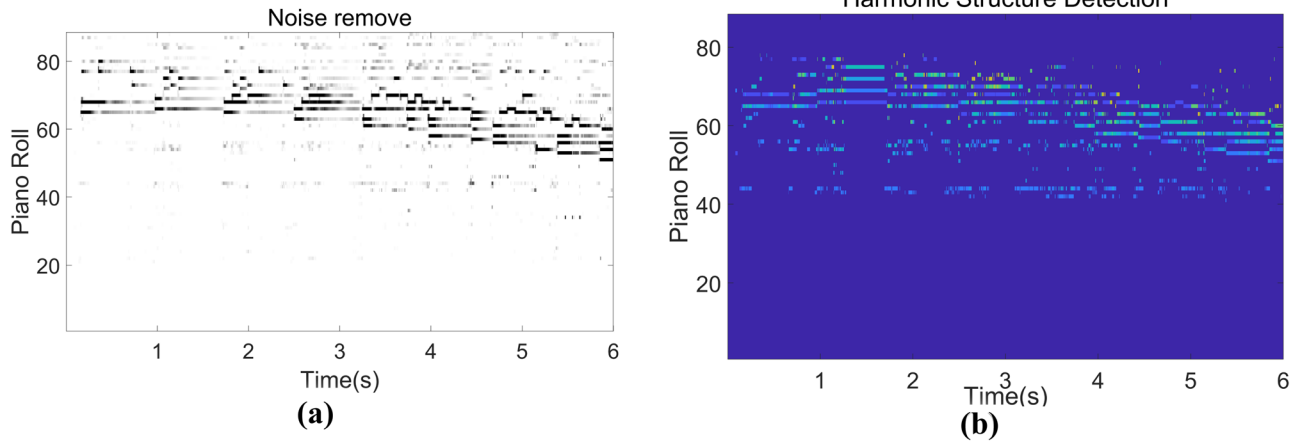 Noise remove
80
60
40
20
Piano Roll
1 2 3 4 5 6
Time(s)
(a)
Harmonic Structure Detection
80
60
40
20
Piano Roll
1 2 3 4 5 6
Time(s)
(b)